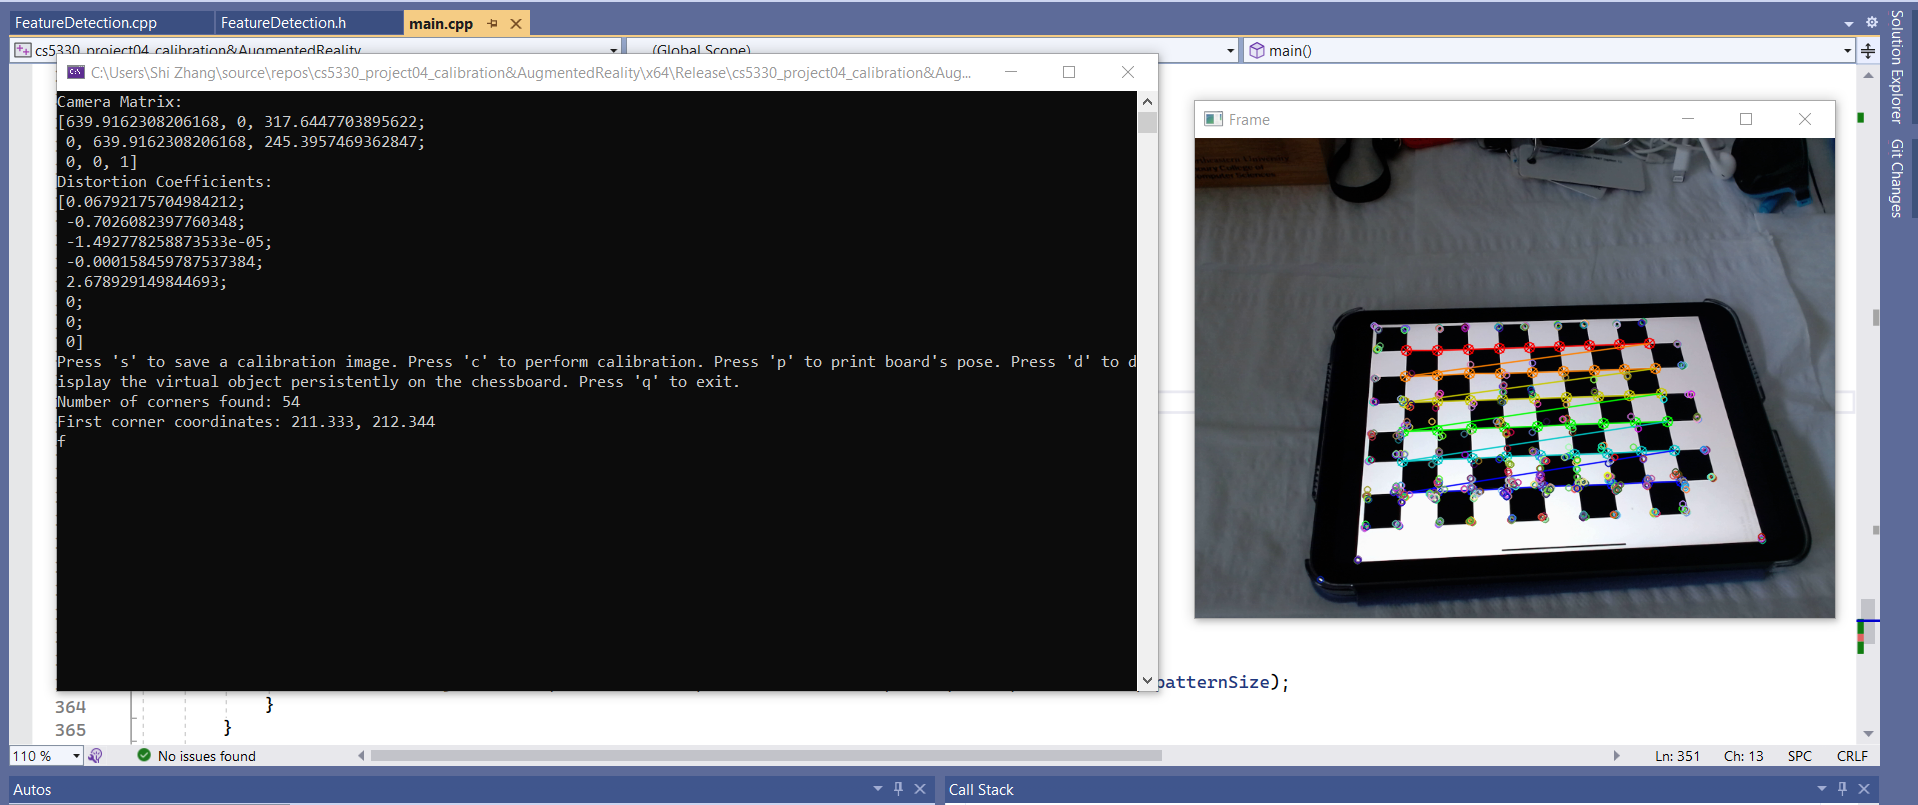 FeatureDetection.cpp
FeatureDetection.h
main.cpp
Solution Explorer
Git Changes
cs5330_project04_calibration&AugmentedReality
(Global Scope)
main()
C:\Users\Shi Zhang\source\repos\cs5330_project04_calibration&AugmentedReality\x64\Release\cs5330_project04_calibration&Aug...
Camera Matrix:
[639.9162308206168, 0, 317.6447703895622;
0, 639.9162308206168, 245.3957469362847;
0, 0, 1]
Distortion Coefficients:
[0.06792175704984212;
-0.7026082397760348;
-1.492778258873533e-05;
-0.000158459787537384;
2.678929149844693;
0;
0;
0]
Press 's' to save a calibration image. Press 'c' to perform calibration. Press 'p' to print board's pose. Press 'd' to d
isplay the virtual object persistently on the chessboard. Press 'q' to exit.
Number of corners found: 54
First corner coordinates: 211.333, 212.344
f
Frame
patternSize);
364 }
365 }
110 %
No issues found
Ln: 351 Ch: 13 SPC CRLF
Autos
Call Stack